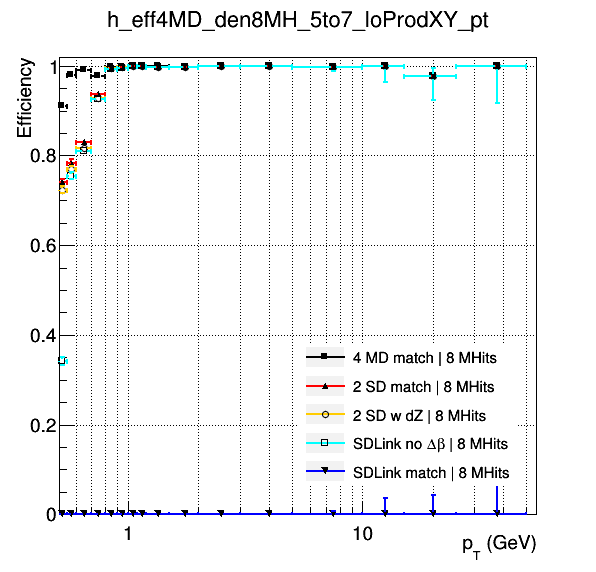 h_eff4MD_den8MH_5to7_loProdXY_pt
Efficiency
1
0.8
0.6
0.4
0.2
0
4 MD match | 8 MHits
2 SD match | 8 MHits
2 SD w dZ | 8 MHits
SDLink no Δβ | 8 MHits
SDLink match | 8 MHits
1
10
p_T (GeV)